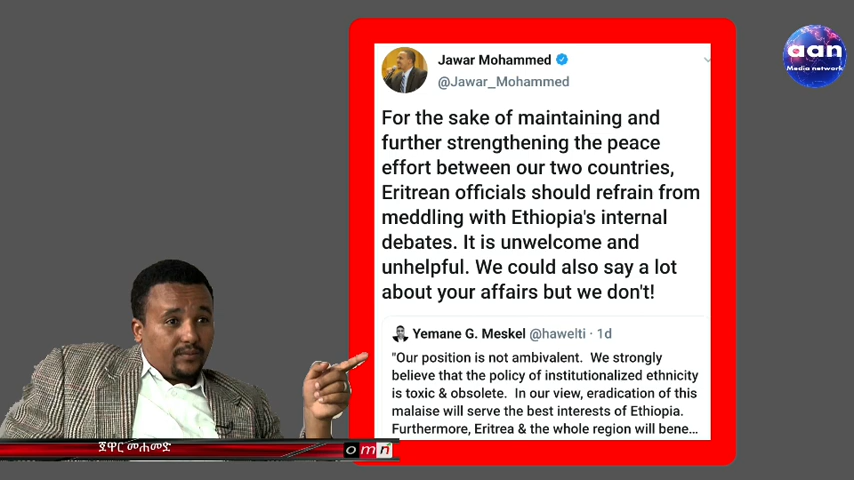 Jawar Mohammed
@Jawar_Mohammed
For the sake of maintaining and
further strengthening the peace
effort between our two countries,
Eritrean officials should refrain from
meddling with Ethiopia's internal
debates. It is unwelcome and
unhelpful. We could also say a lot
about your affairs but we don't!
Yemane G. Meskel @hawelti · 1d
"Our position is not ambivalent. We strongly
believe that the policy of institutionalized ethnicity
is toxic & obsolete. In our view, eradication of this
malaise will serve the best interests of Ethiopia.
Furthermore, Eritrea & the whole region will bene...
aan
Media network
ጀዋር መሐመድ
omn